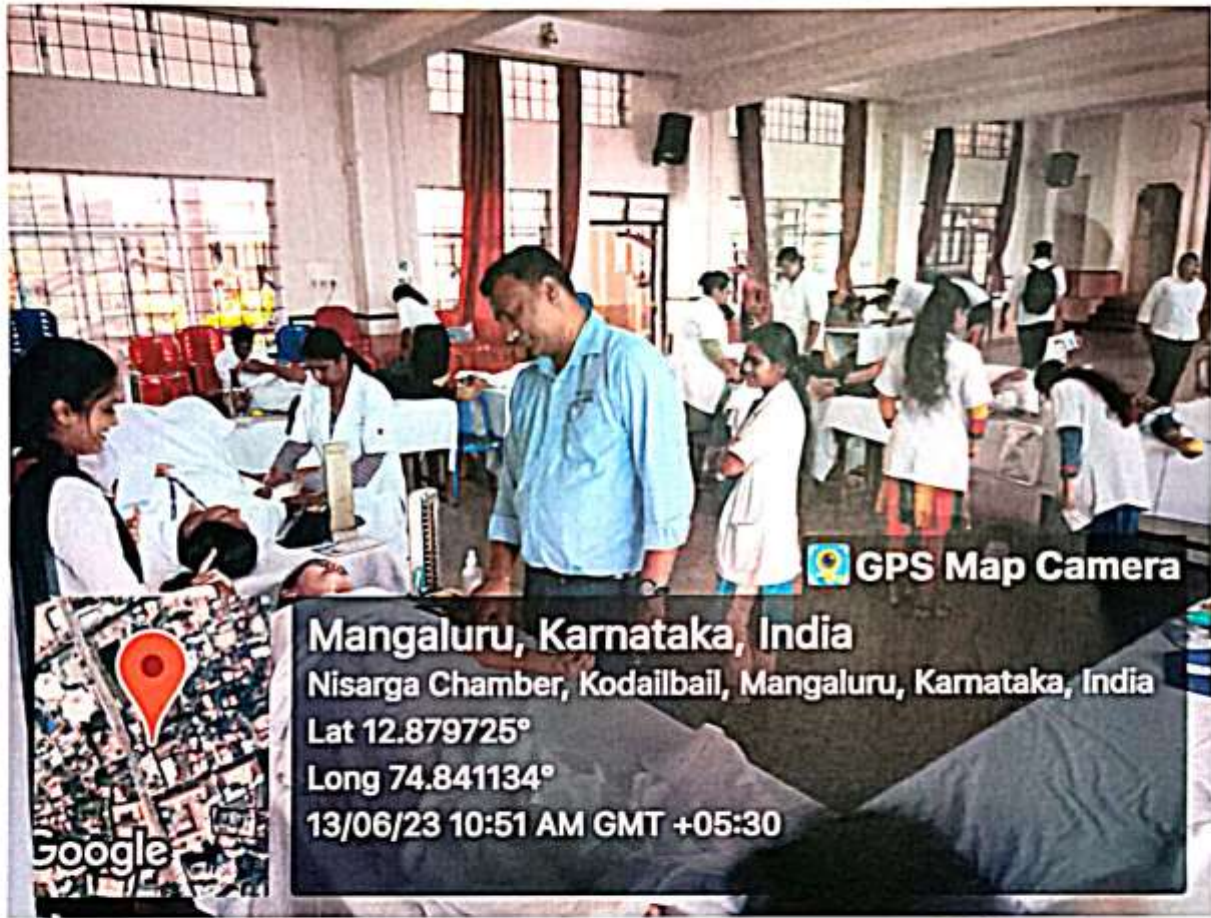 GPS Map Camera
Mangaluru, Karnataka, India
Nisarga Chamber, Kodailbail, Mangaluru, Karnataka, India
Lat 12.879725°
Long 74.841134°
13/06/23 10:51 AM GMT +05:30
Google